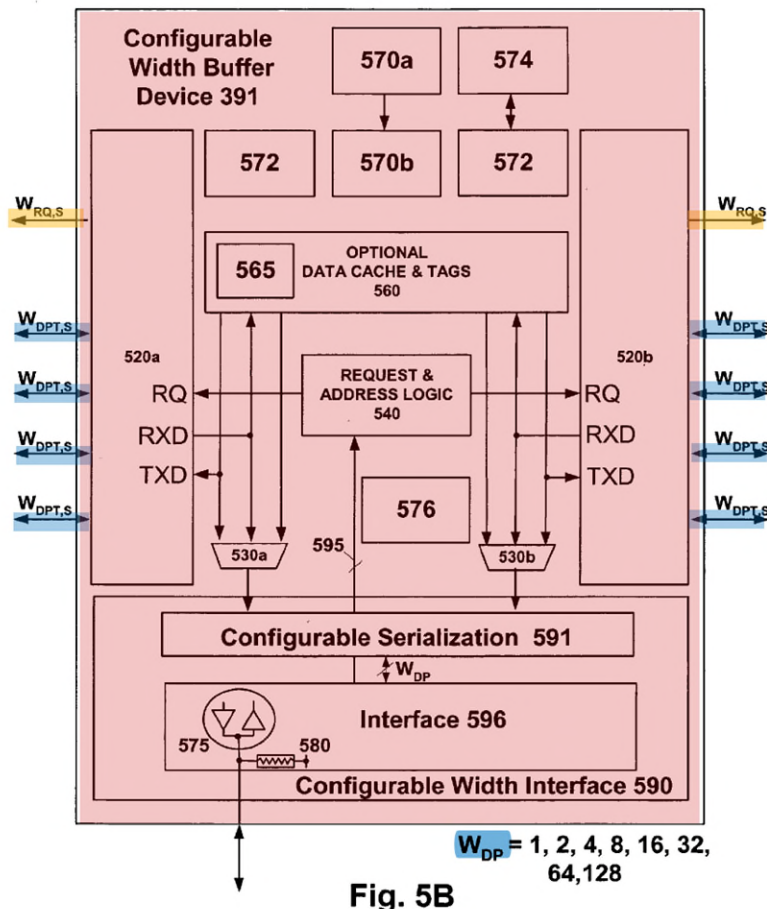 Configurable
Width Buffer
Device 391
570a
574
572
570b
572
W_RQ,S
W_RQ,S
565
OPTIONAL
DATA CACHE & TAGS
560
W_DPT,S
W_DPT,S
520a
520b
W_DPT,S
W_DPT,S
REQUEST &
ADDRESS LOGIC
540
RQ
RQ
RXD
RXD
W_DPT,S
W_DPT,S
TXD
TXD
W_DPT,S
W_DPT,S
576
595
530a
530b
Configurable Serialization 591
W_DP
Interface 596
575
580
Configurable Width Interface 590
W_DP = 1, 2, 4, 8, 16, 32,
64,128
Fig. 5B